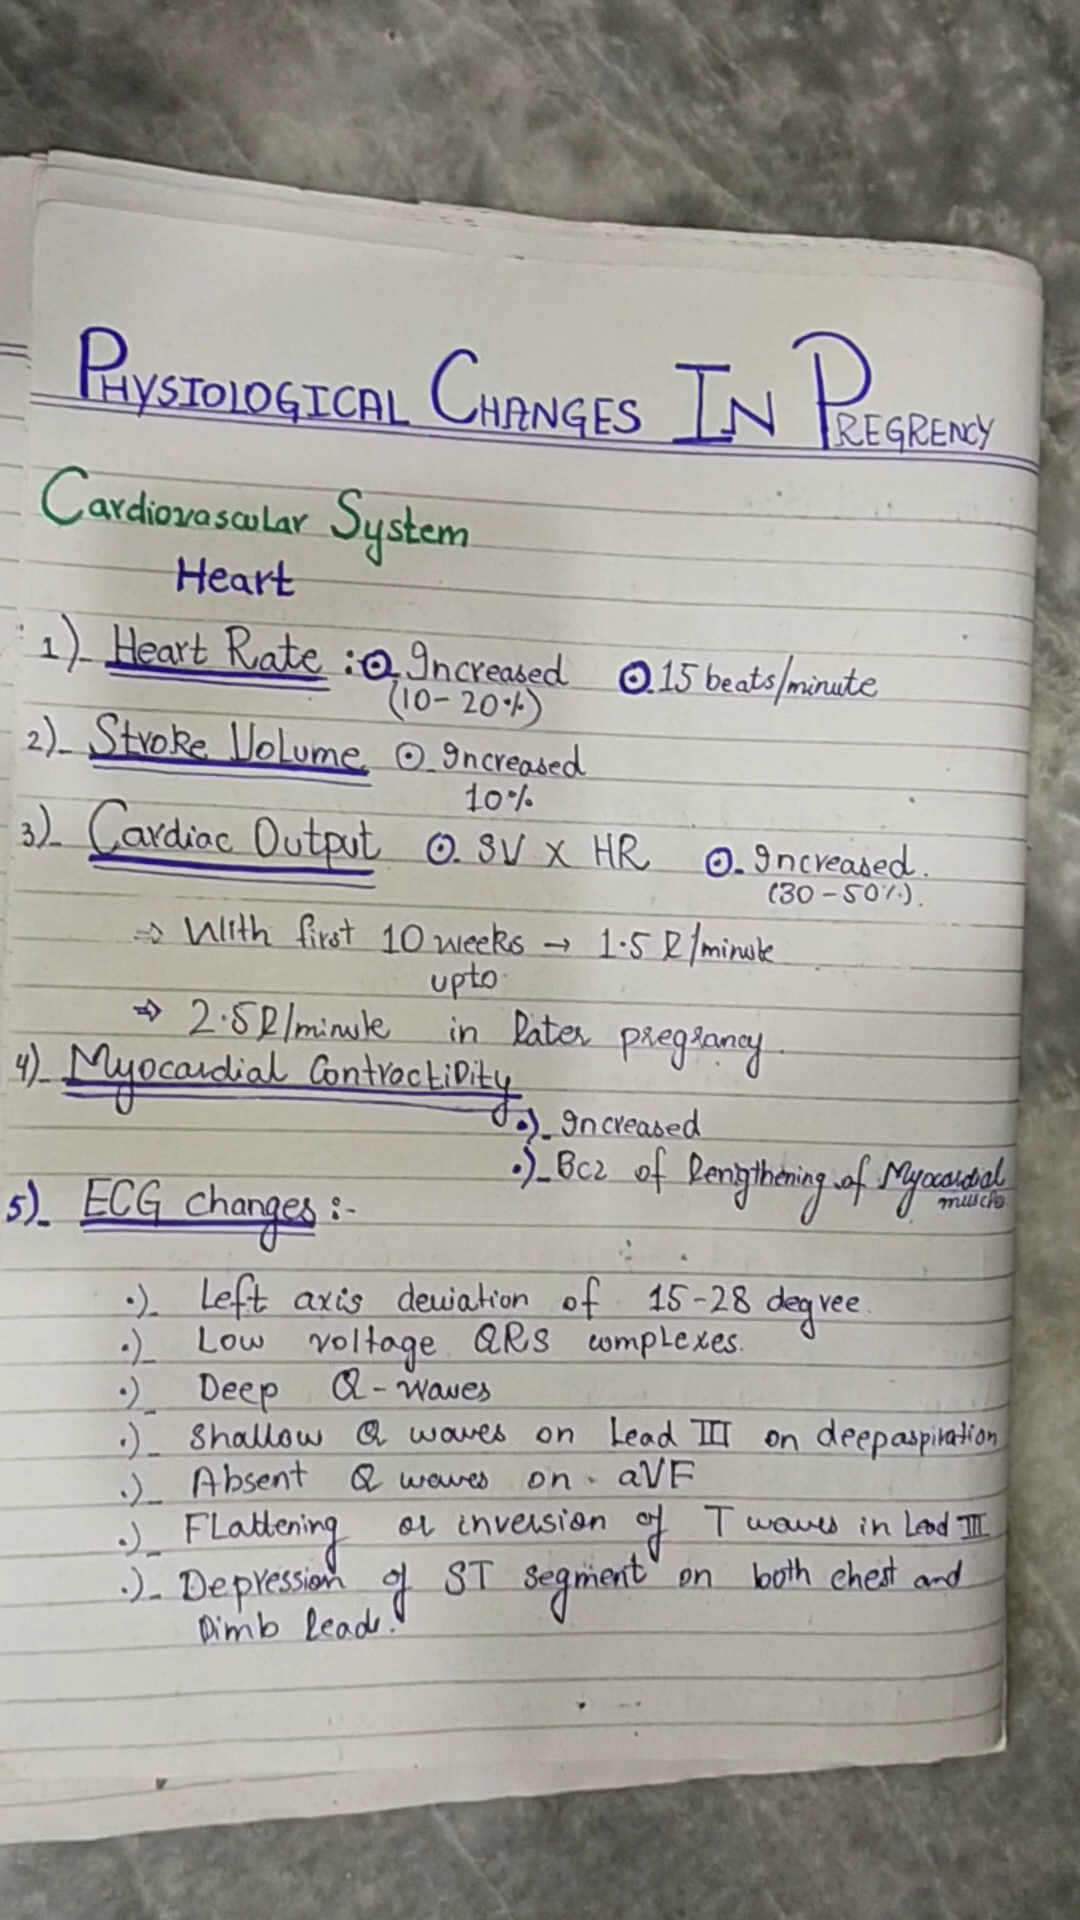 PHYSIOLOGICAL CHANGES IN PREGRENCY
Cardiovascular System
Heart
1)- Heart Rate : Increased 15 beats/minute
(10-20%)
2)- Stroke Volume Increased
10%
3)- Cardiac Output SV X HR Increased.
(30-50%).
⇒ With first 10 weeks → 1.5 l/minute
upto
⇒ 2.5l/minute in later pregnancy.
4)- Myocardial Contractility
•)- Increased
•)- Bcz of lengthening of Myocardial
muscles
5)- ECG changes :-
•)- Left axis deviation of 15-28 degree.
•)- Low voltage QRS complexes.
•)- Deep Q-waves
•)- Shallow Q waves on Lead III on deepaspiration
•)- Absent Q waves on aVF
•)- Flattening or inversion of T waves in Lead III
•)- Depression of ST segment on both chest and
limb leads.